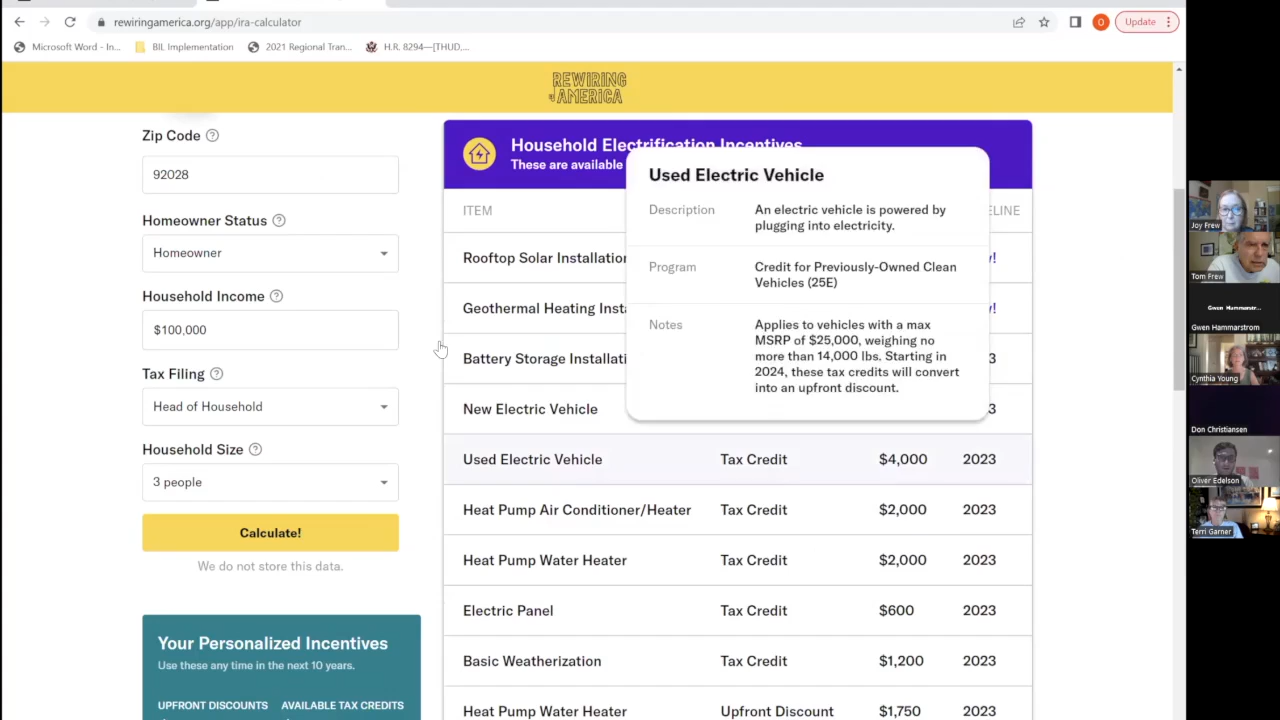 rewiringamerica.org/app/ira-calculator
O
Update
Microsoft Word - In...
BIL Implementation
2021 Regional Tran...
H.R. 8294—[THUD,...
REWIRING
AMERICA
Zip Code
92028
Homeowner Status
Homeowner
Household Income
$100,000
Tax Filing
Head of Household
Household Size
3 people
Calculate!
We do not store this data.
Your Personalized Incentives
Use these any time in the next 10 years.
UPFRONT DISCOUNTS AVAILABLE TAX CREDITS
Household Electrification Incentives
These are available
ITEM
ELINE
Rooftop Solar Installation
!
Geothermal Heating Inst
!
Battery Storage Installati
3
New Electric Vehicle
3
Used Electric Vehicle
Description An electric vehicle is powered by
plugging into electricity.
Program Credit for Previously-Owned Clean
Vehicles (25E)
Notes Applies to vehicles with a max
MSRP of $25,000, weighing no
more than 14,000 lbs. Starting in
2024, these tax credits will convert
into an upfront discount.
Used Electric Vehicle Tax Credit $4,000 2023
Heat Pump Air Conditioner/Heater Tax Credit $2,000 2023
Heat Pump Water Heater Tax Credit $2,000 2023
Electric Panel Tax Credit $600 2023
Basic Weatherization Tax Credit $1,200 2023
Heat Pump Water Heater Upfront Discount $1,750 2023
Joy Frew
Tom Frew
Gwen Hammarstr...
Gwen Hammarstrom
Cynthia Young
Don Christiansen
Oliver Edelson
Terri Garner